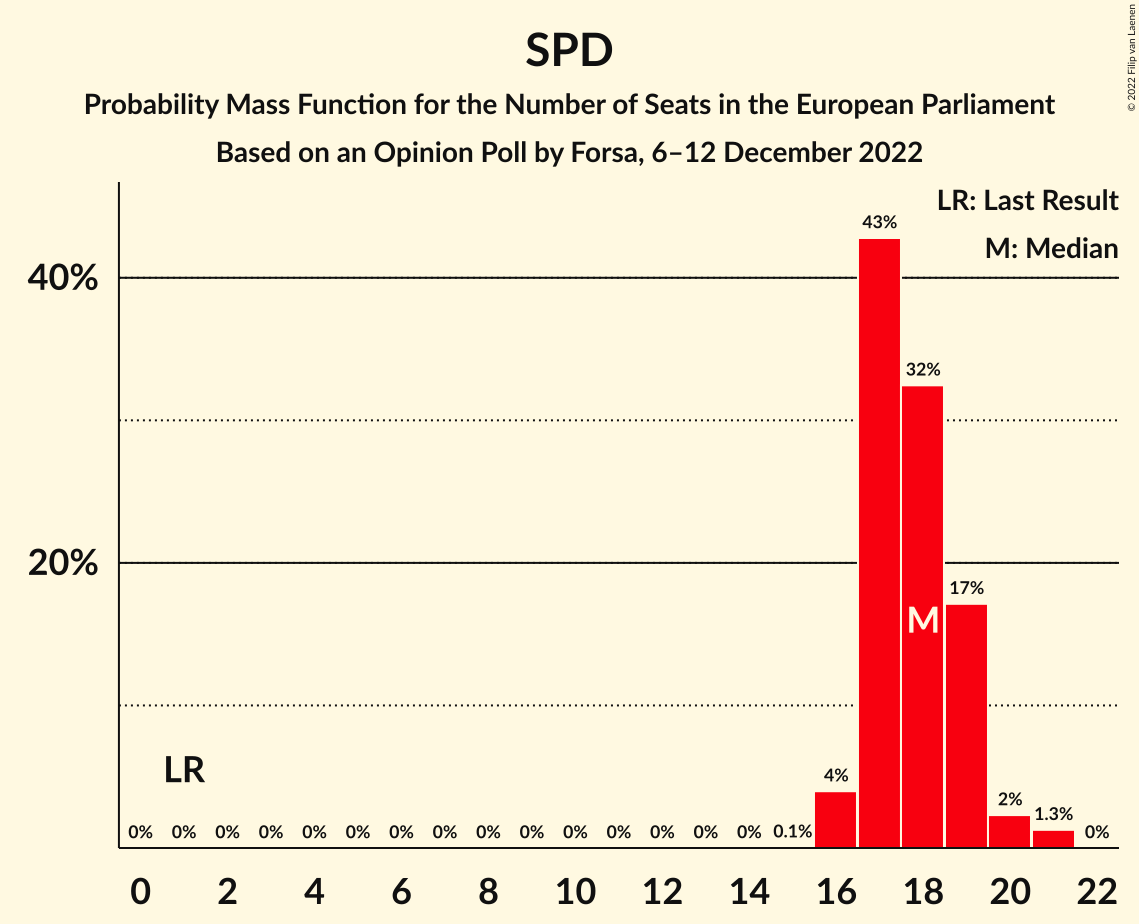 SPD
Probability Mass Function for the Number of Seats in the European Parliament
Based on an Opinion Poll by Forsa, 6–12 December 2022
© 2022 Filip van Laenen
LR: Last Result
M: Median
43%
40%
32%
20%
17%
M
LR
4%
2%
1.3%
0% 0% 0% 0% 0% 0% 0% 0% 0% 0% 0% 0% 0% 0% 0% 0.1% 0%
0 2 4 6 8 10 12 14 16 18 20 22